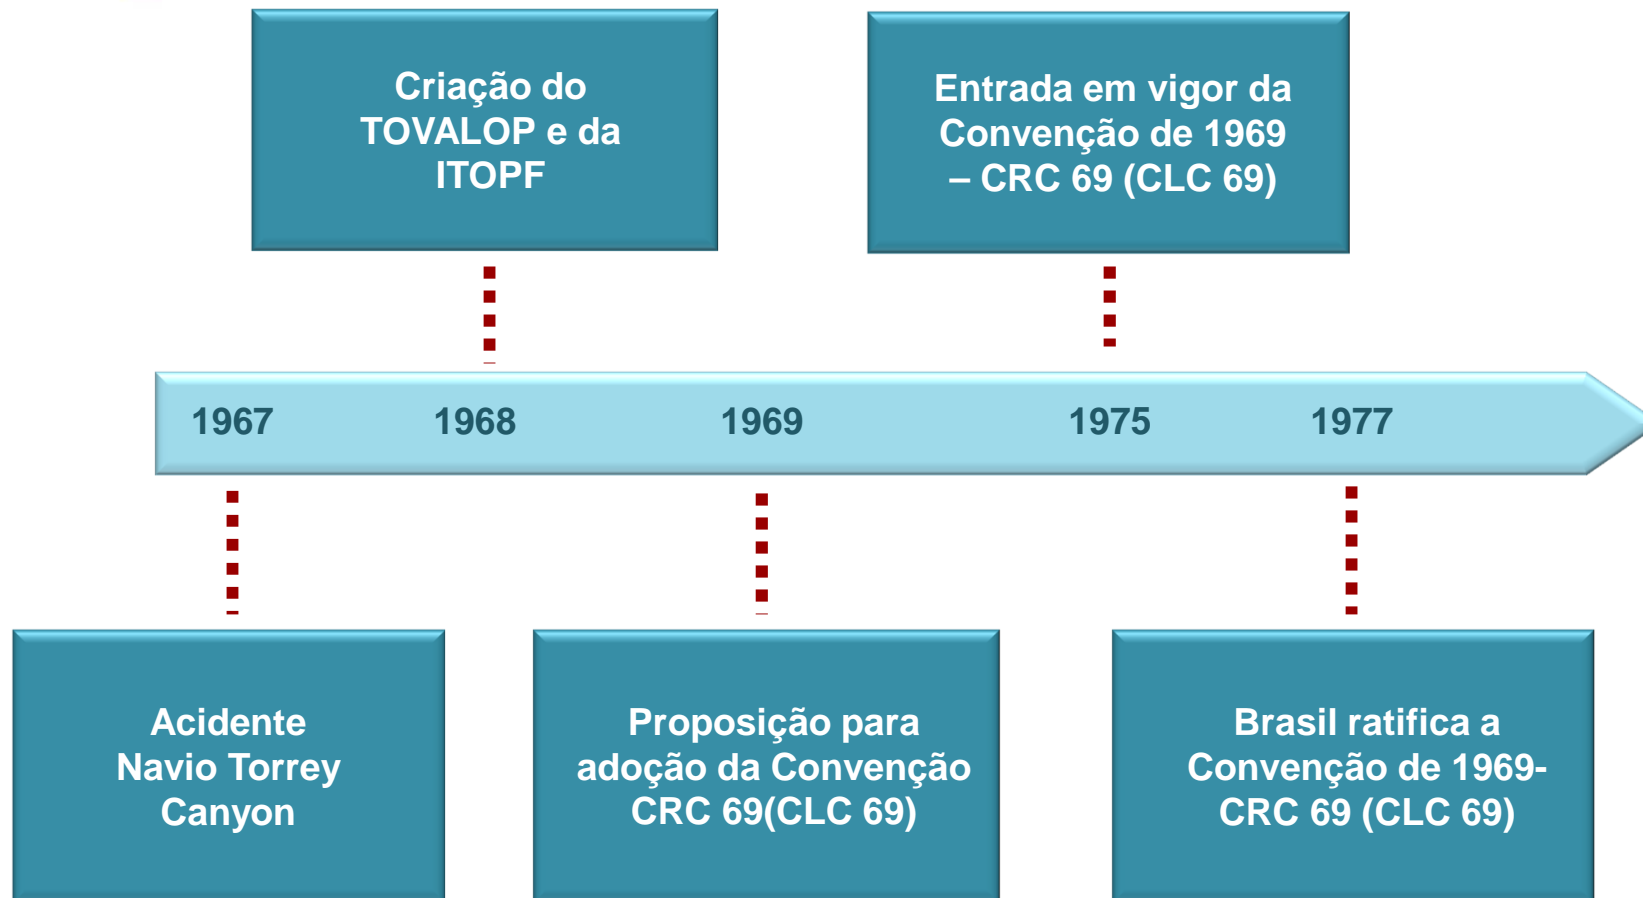 Criação do
TOVALOP e da
ITOPF
Entrada em vigor da
Convenção de 1969
– CRC 69 (CLC 69)
1967
1968
1969
1975
1977
Acidente
Navio Torrey
Canyon
Proposição para
adoção da Convenção
CRC 69(CLC 69)
Brasil ratifica a
Convenção de 1969-
CRC 69 (CLC 69)